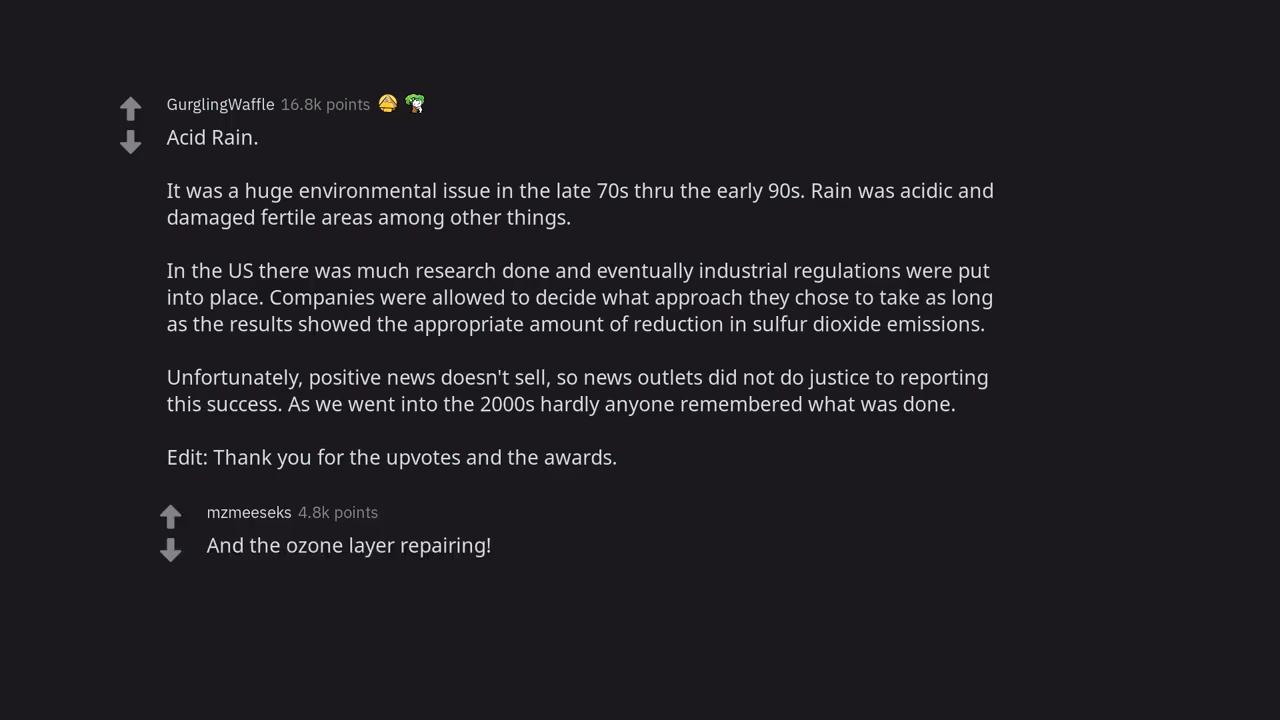 GurglingWaffle 16.8k points
Acid Rain.
It was a huge environmental issue in the late 70s thru the early 90s. Rain was acidic and
damaged fertile areas among other things.
In the US there was much research done and eventually industrial regulations were put
into place. Companies were allowed to decide what approach they chose to take as long
as the results showed the appropriate amount of reduction in sulfur dioxide emissions.
Unfortunately, positive news doesn't sell, so news outlets did not do justice to reporting
this success. As we went into the 2000s hardly anyone remembered what was done.
Edit: Thank you for the upvotes and the awards.
mzmeeseks 4.8k points
And the ozone layer repairing!